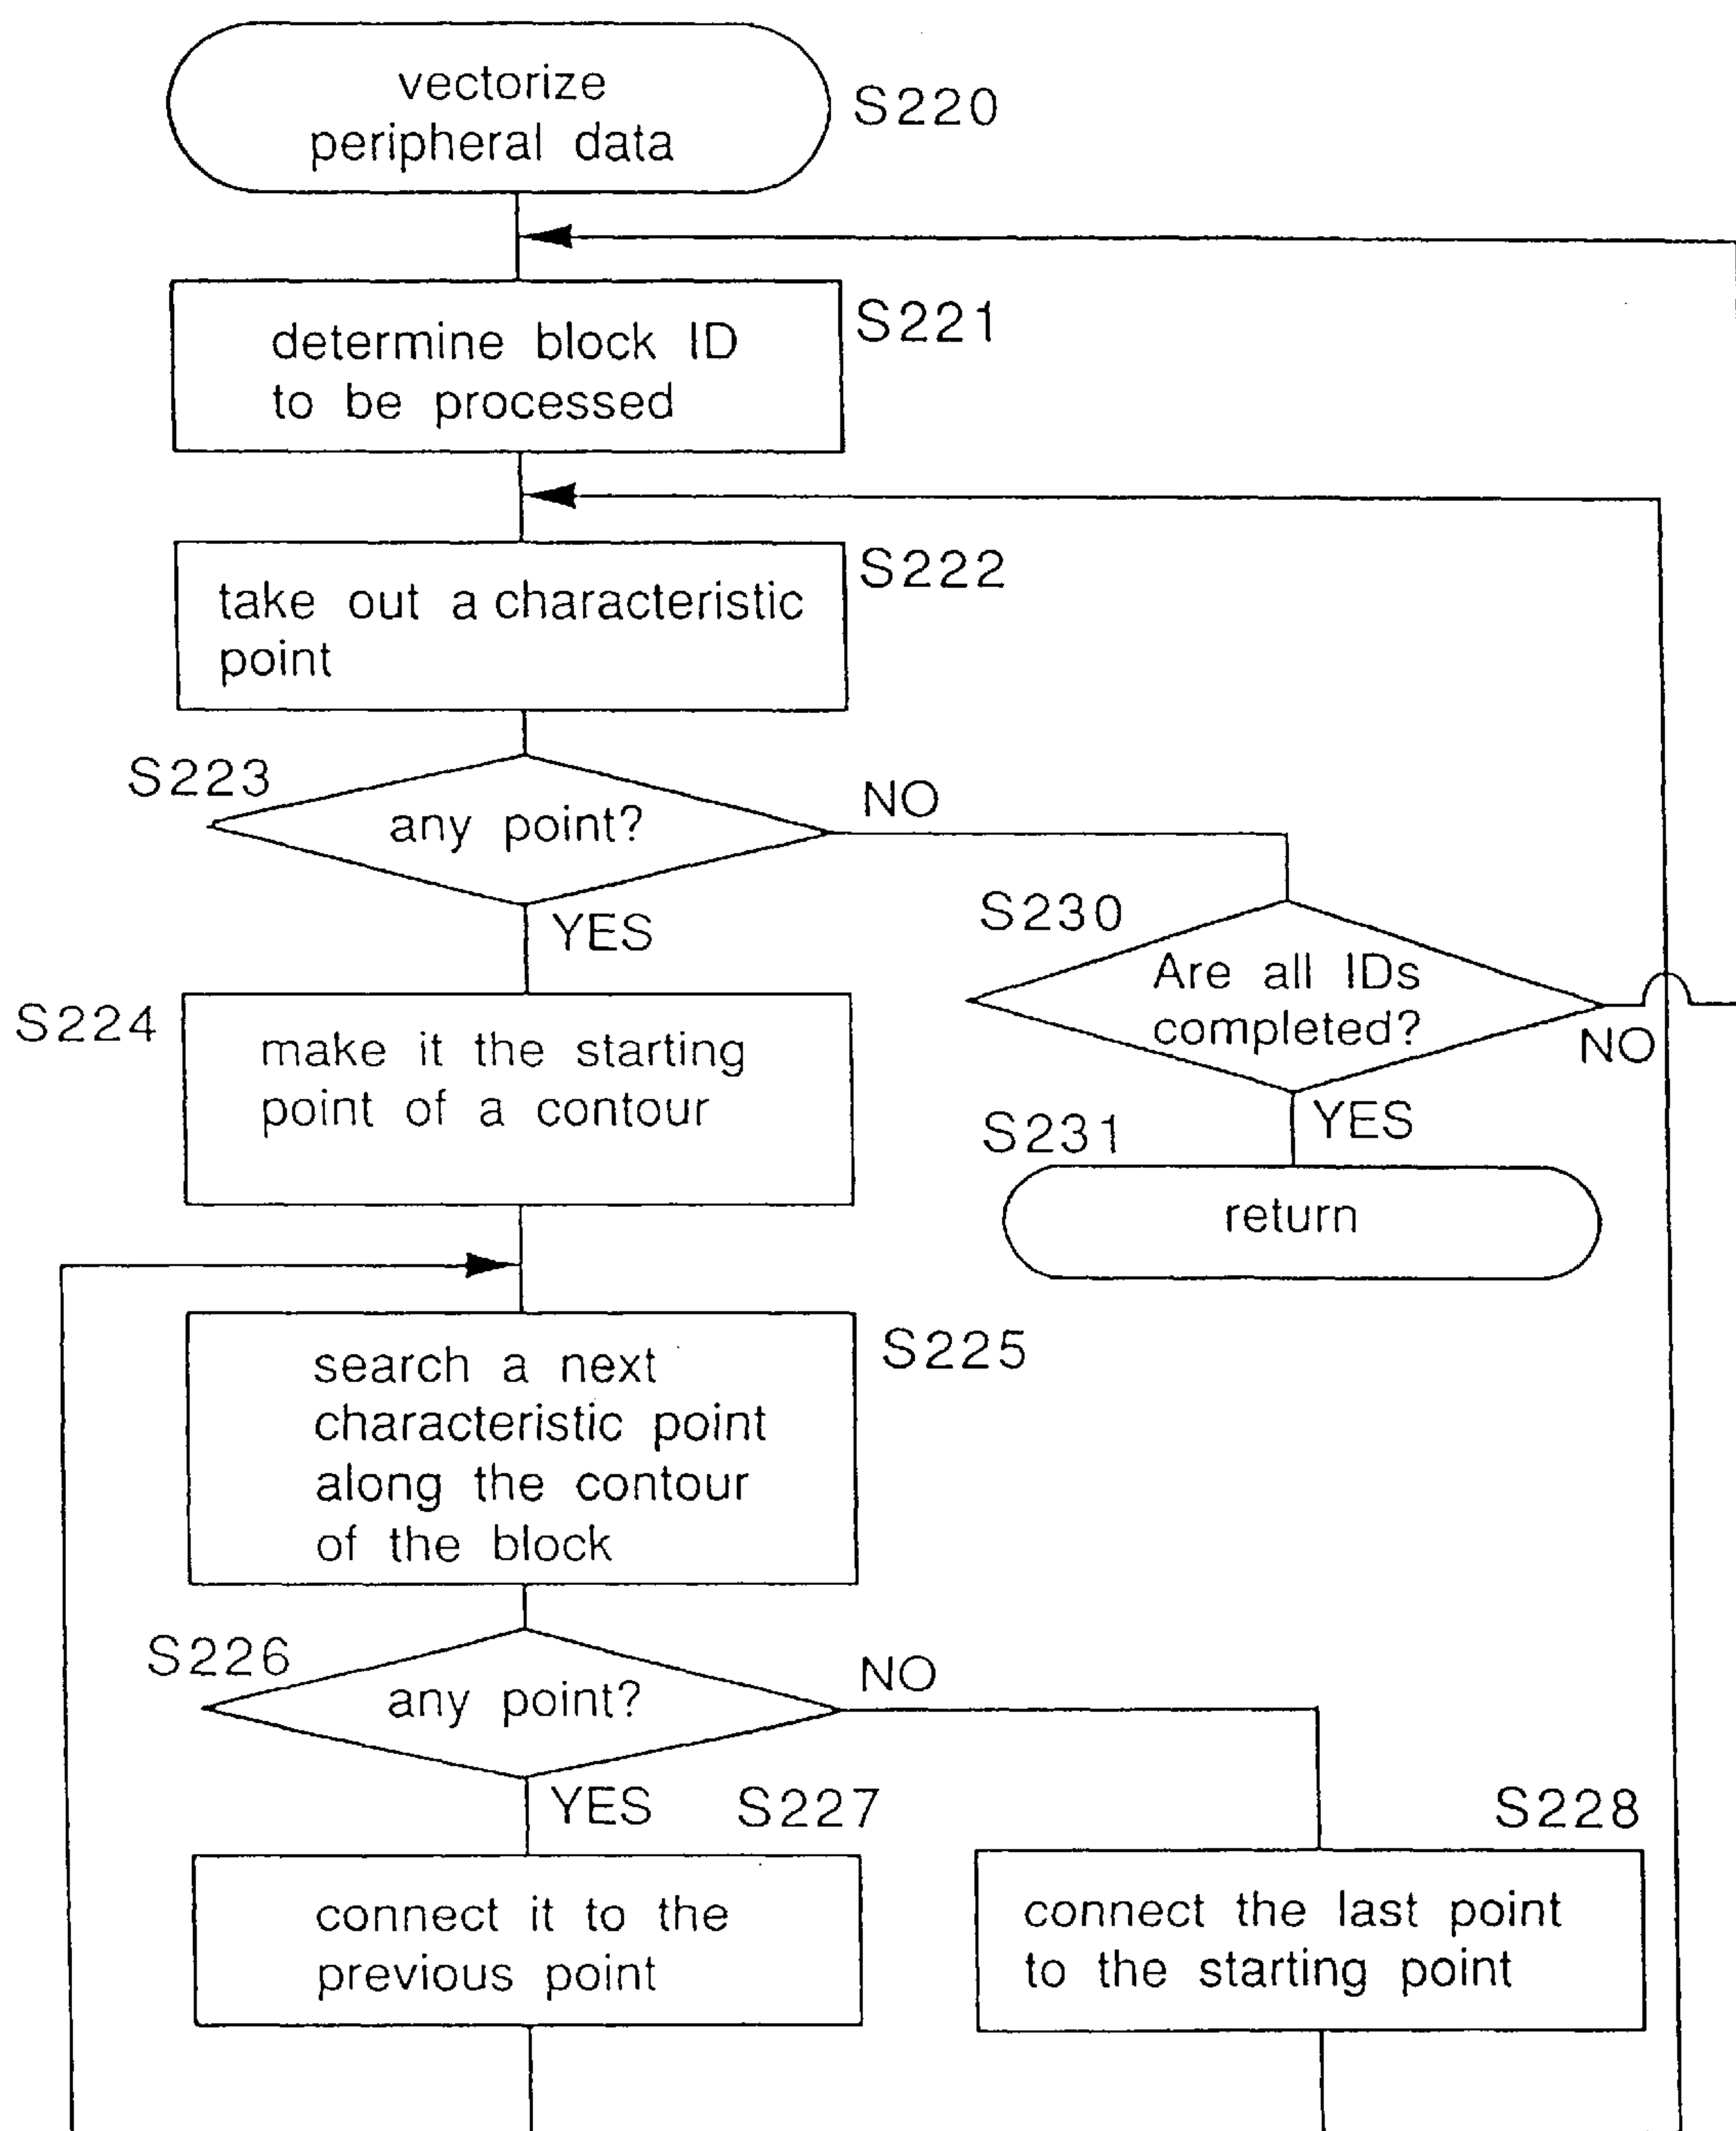 vectorize
peripheral data
S220
determine block ID
to be processed
S221
take out a characteristic
point
S222
S223
any point?
NO
YES
S230
Are all IDs
completed?
NO
YES
S224
make it the starting
point of a contour
S231
return
search a next
characteristic point
along the contour
of the block
S225
S226
any point?
NO
YES
S227
S228
connect it to the
previous point
connect the last point
to the starting point